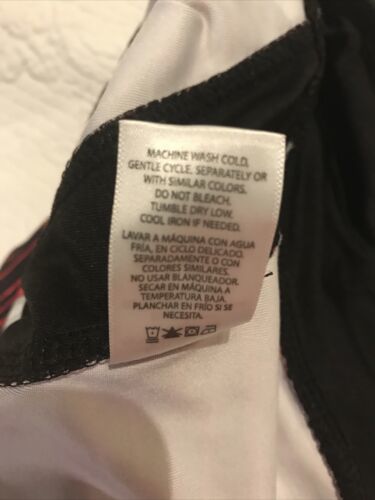 MACHINE WASH COLD,
GENTLE CYCLE, SEPARATELY OR
WITH SIMILAR COLORS.
DO NOT BLEACH.
TUMBLE DRY LOW.
COOL IRON IF NEEDED.
LAVAR A MÁQUINA CON AGUA
FRÍA, EN CICLO DELICADO,
SEPARADAMENTE O CON
COLORES SIMILARES.
NO USAR BLANQUEADOR.
SECAR EN MÁQUINA A
TEMPERATURA BAJA.
PLANCHAR EN FRÍO SI SE
NECESITA.